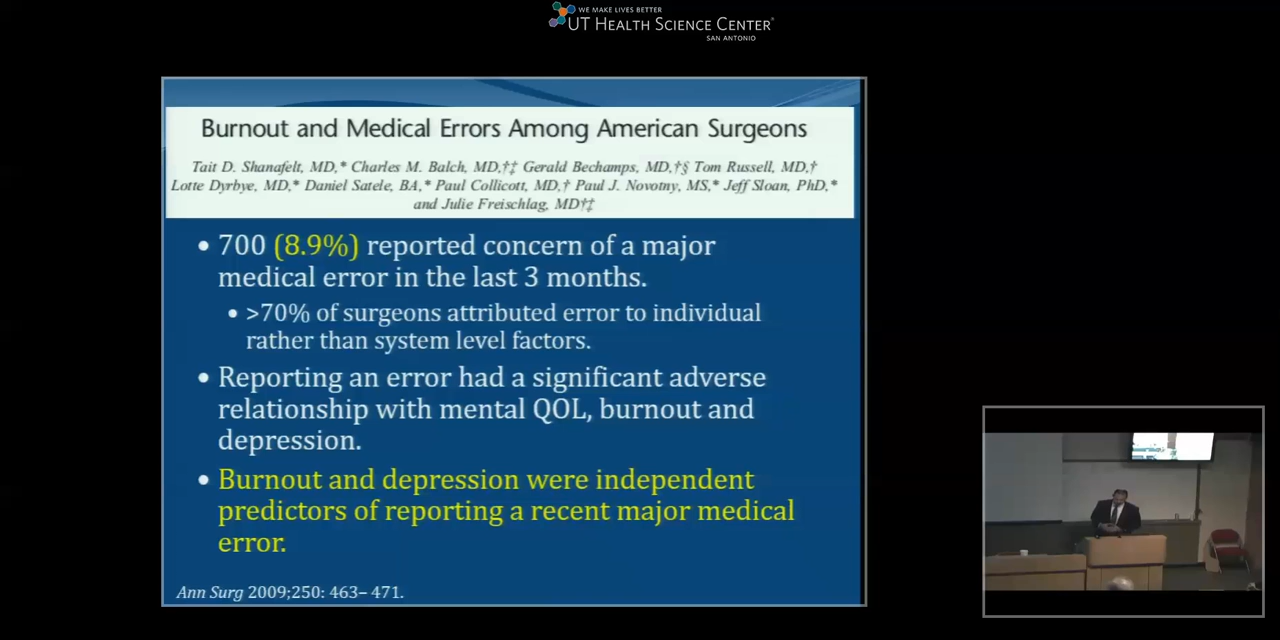 WE MAKE LIVES BETTER
UT HEALTH SCIENCE CENTER®
SAN ANTONIO
Burnout and Medical Errors Among American Surgeons
Tait D. Shanafelt, MD,* Charles M. Balch, MD,†‡ Gerald Bechamps, MD,†§ Tom Russell, MD,†
Lotte Dyrbye, MD,* Daniel Satele, BA,* Paul Collicott, MD,† Paul J. Novotny, MS,* Jeff Sloan, PhD,*
and Julie Freischlag, MD†‡
• 700 (8.9%) reported concern of a major
medical error in the last 3 months.
• >70% of surgeons attributed error to individual
rather than system level factors.
• Reporting an error had a significant adverse
relationship with mental QOL, burnout and
depression.
• Burnout and depression were independent
predictors of reporting a recent major medical
error.
Ann Surg 2009;250: 463– 471.